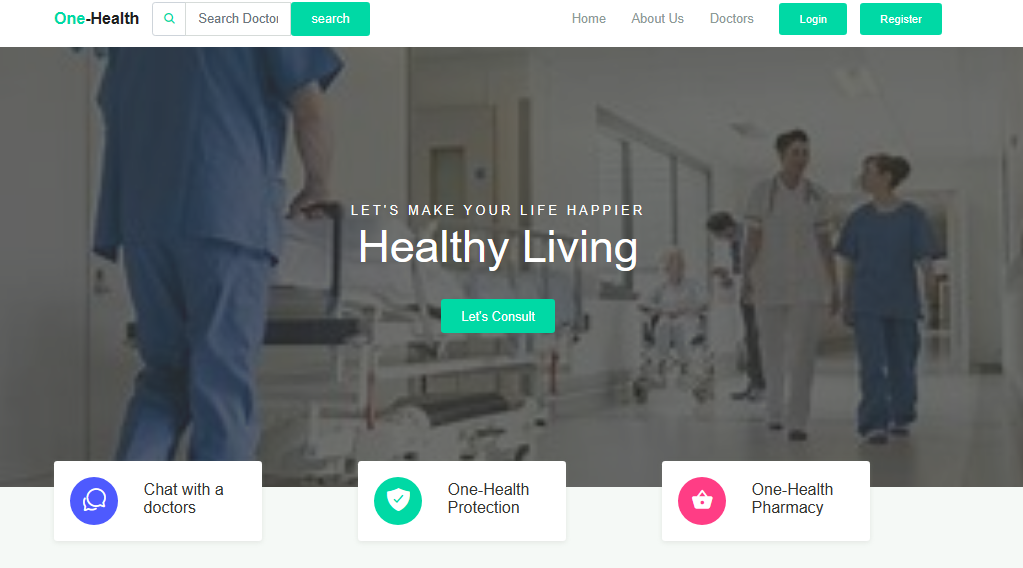 One-Health
Search Doctor
search
Home
About Us
Doctors
Login
Register
LET'S MAKE YOUR LIFE HAPPIER
Healthy Living
Let's Consult
Chat with a
doctors
One-Health
Protection
One-Health
Pharmacy